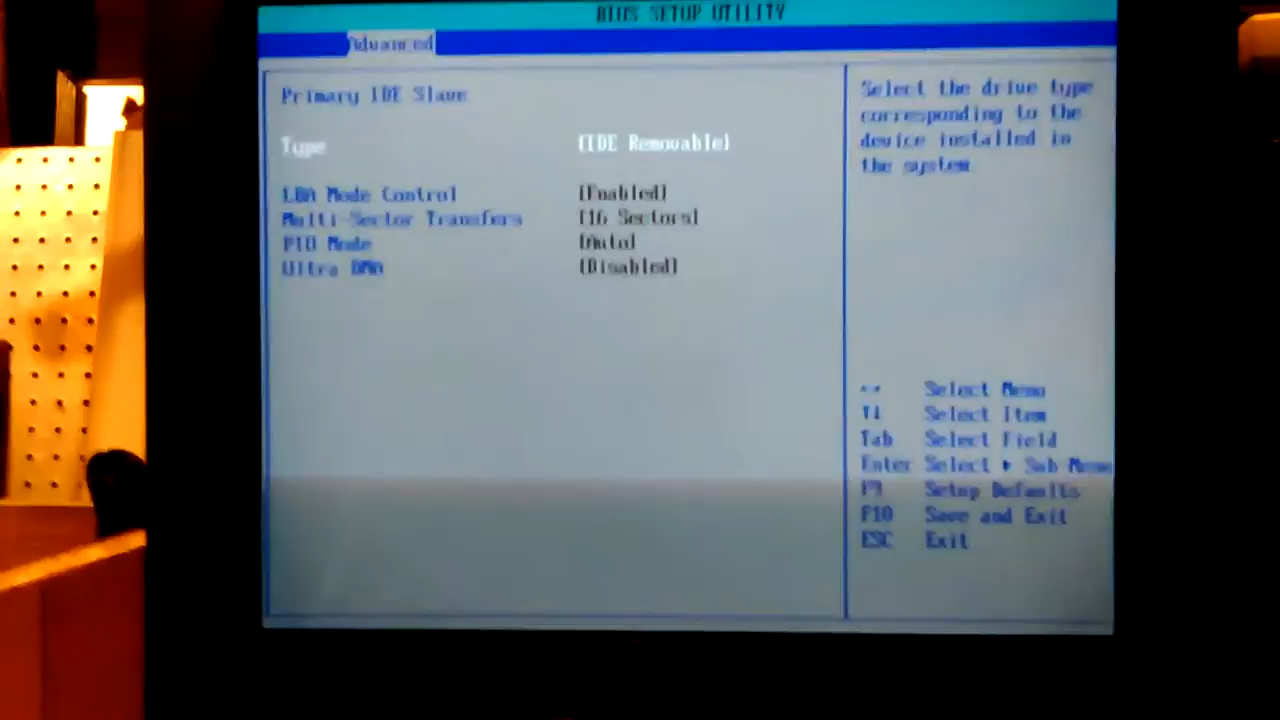 BIOS SETUP UTILITY
Advanced
Primary IDE Slave
Type [IDE Removable]
LBA Mode Control [Enabled]
Multi-Sector Transfers [16 Sectors]
PIO Mode [Auto]
Ultra DMA [Disabled]
Select the drive type
corresponding to the
device installed in
the system.
←→ Select Menu
↑↓ Select Item
Tab Select Field
Enter Select ▶ Sub Menu
F9 Setup Defaults
F10 Save and Exit
ESC Exit